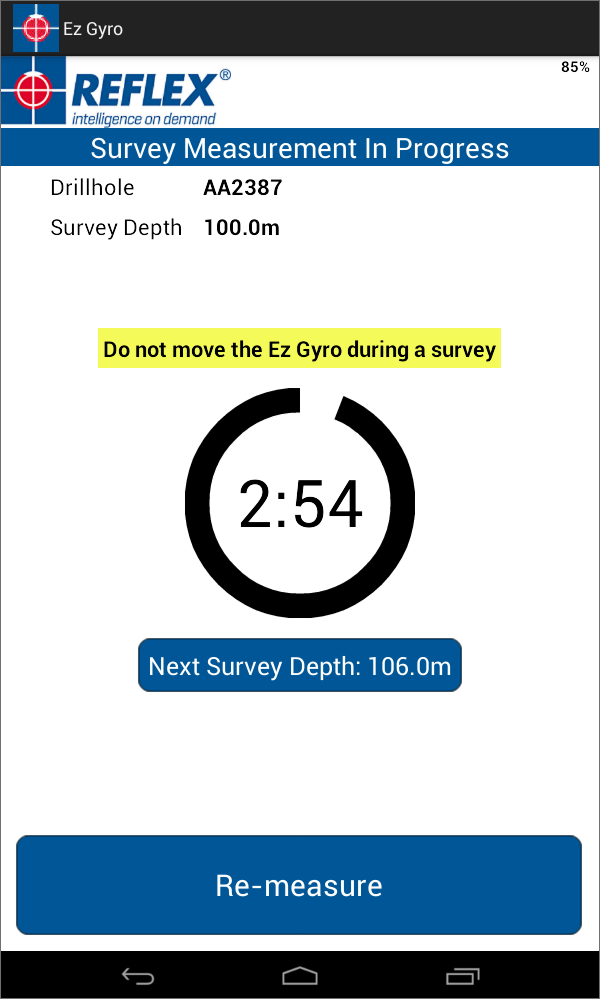 Ez Gyro
85%
REFLEX®
intelligence on demand
Survey Measurement In Progress
Drillhole AA2387
Survey Depth 100.0m
Do not move the Ez Gyro during a survey
2:54
Next Survey Depth: 106.0m
Re-measure